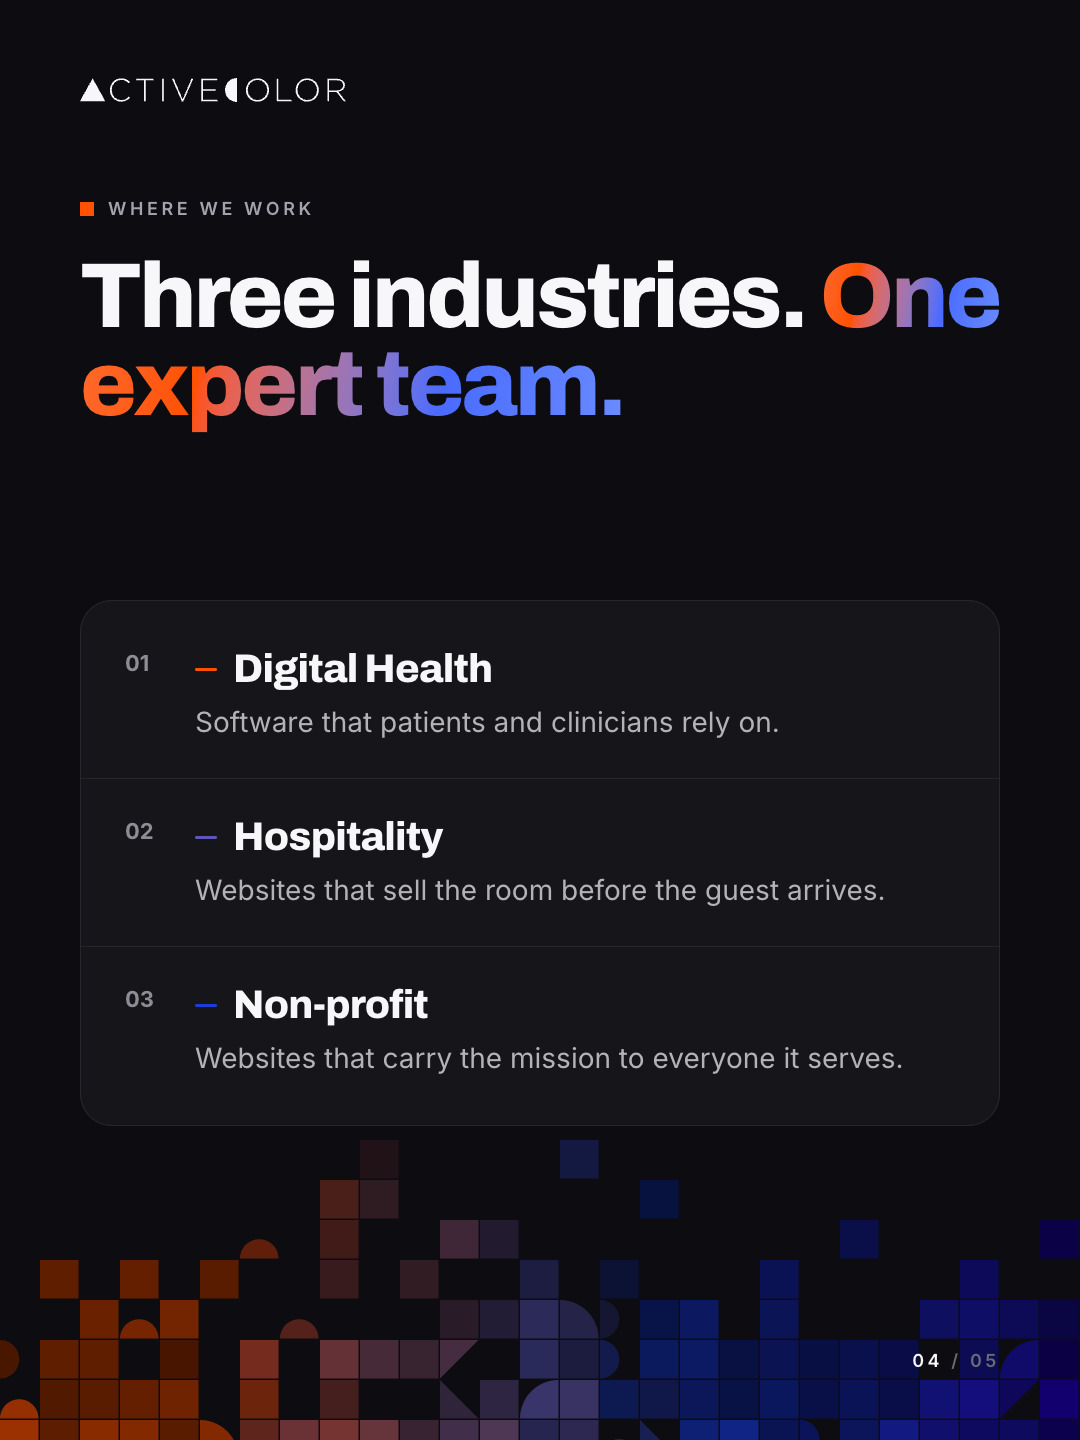 ACTIVECOLOR
WHERE WE WORK
Three industries. One
expert team.
01
Digital Health
Software that patients and clinicians rely on.
02
Hospitality
Websites that sell the room before the guest arrives.
03
Non-profit
Websites that carry the mission to everyone it serves.
04 / 05